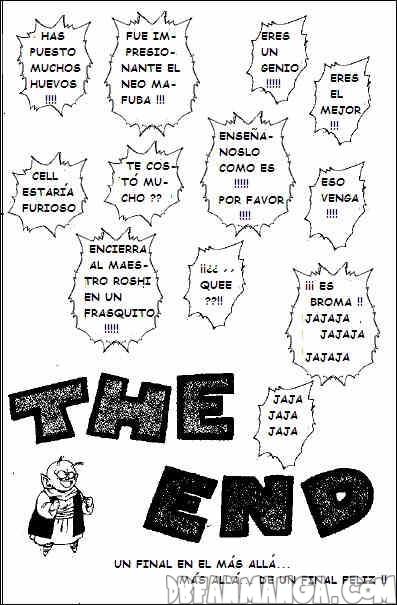 HAS
PUESTO
MUCHOS
HUEVOS
!!!!
FUE IM-
PRESIO-
NANTE EL
NEO MA-
FUBA !!!
ERES
UN
GENIO
!!!!!
ERES
EL
MEJOR
!!!
CELL
ESTARÍA
FURIOSO
TE COS-
TÓ MU-
CHO ??
ENSEÑA-
NOSLO
COMO ES
!!!!!
POR FAVOR
!!!!
ESO
VENGA
!!!!
ENCIERRA
AL MAES-
TRO ROSHI
EN UN
FRASQUITO
!!!!!
¡¡¿¿ ,,
QUEE
??!!
¡¡¡ ES
BROMA !!
JAJAJA
JAJAJA
JAJAJA
JAJA
JAJA
JAJA
THE
END
UN FINAL EN EL MÁS ALLÁ...
MÁS ALLÁ... DE UN FINAL FELIZ !!
DBFANMANGA.COM